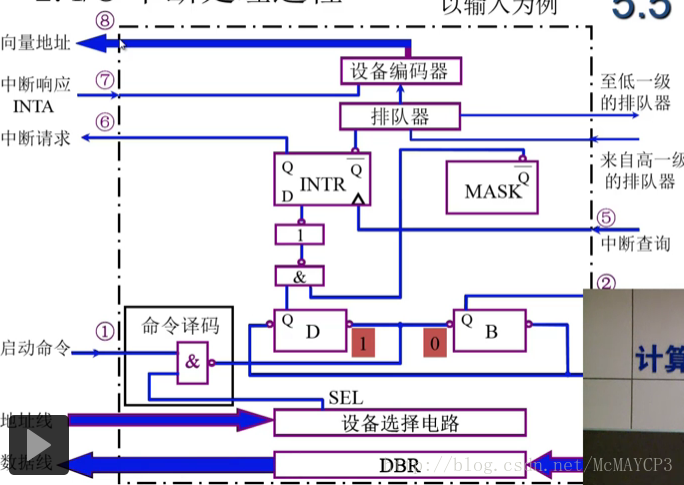 以输入为例
5.5
⑧
向量地址
设备编码器
⑦
中断响应
INTA
至低一级
的排队器
排队器
⑥
中断请求
Q
Q
D
INTR
MASK
Q
来自高一级
的排队器
1
⑤
中断查询
&
②
Q
D
1
0
Q
B
命令译码
①
启动命令
&
计算
SEL
地址线
设备选择电路
数据线
DBR
http://blog.csdn.net/McMAYCP3